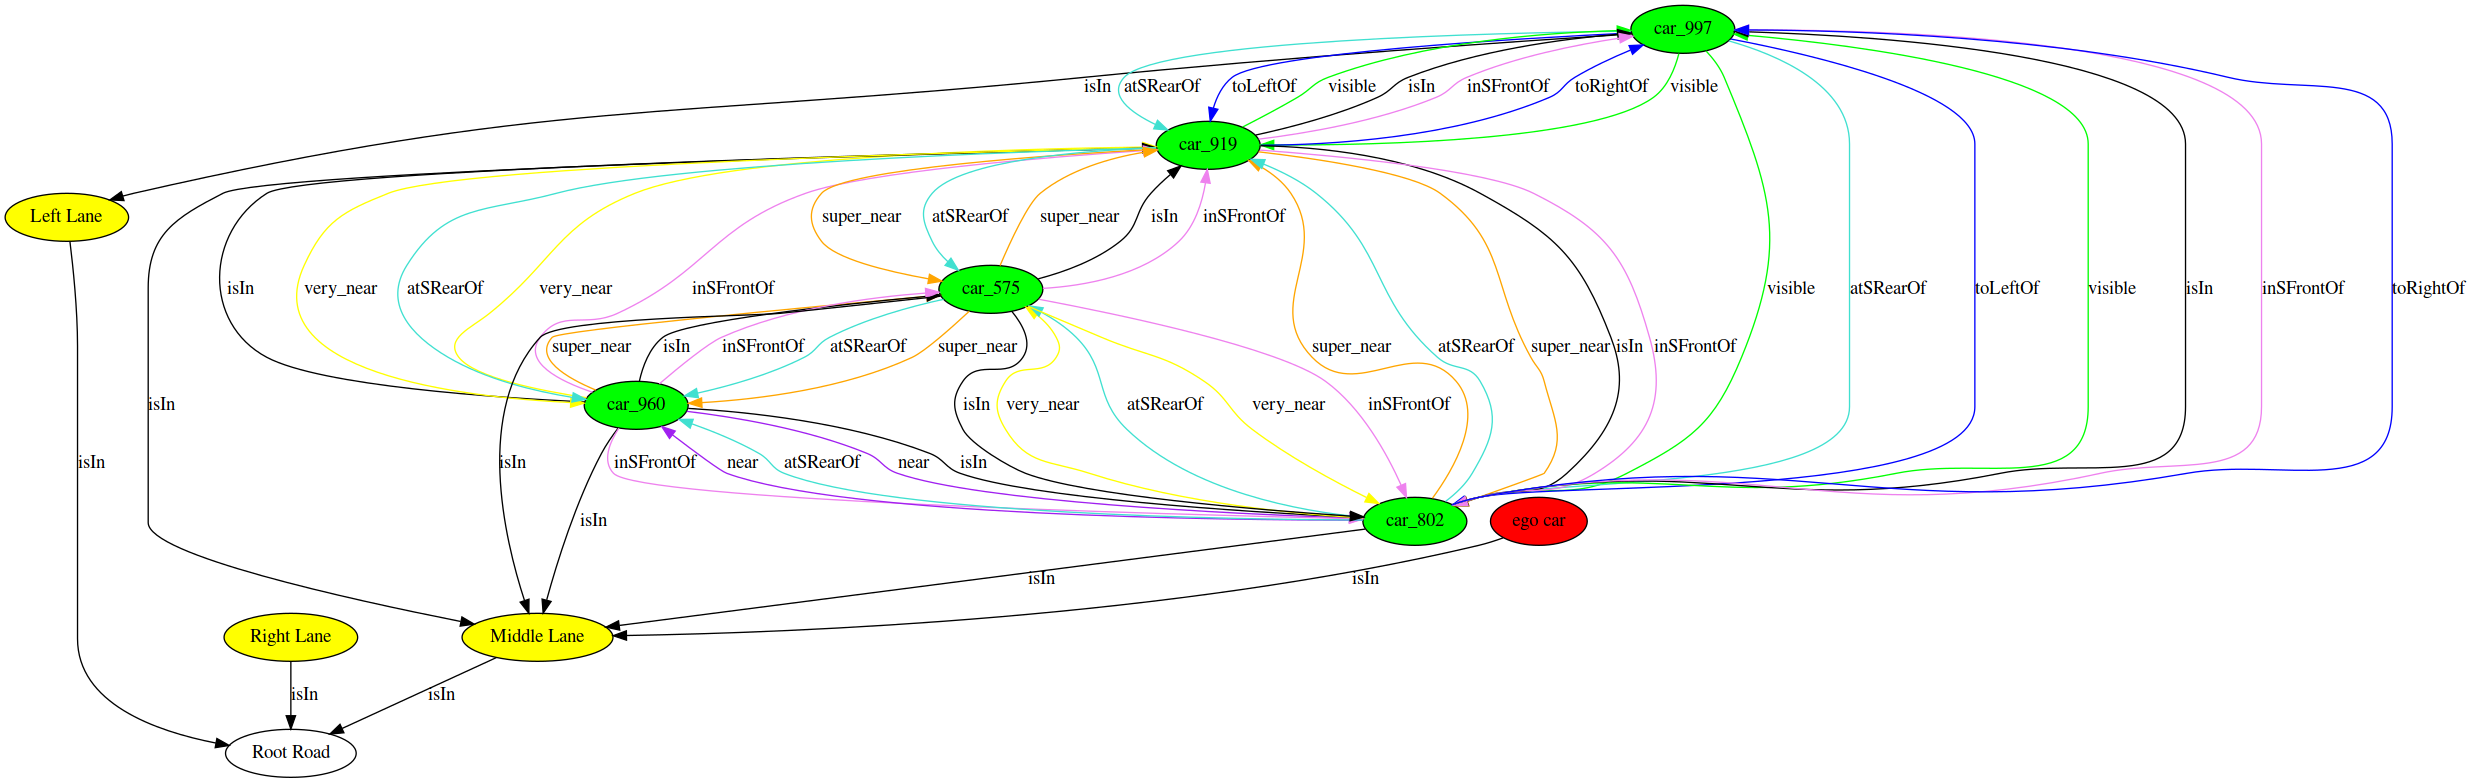 car_997
isIn
atSRearOf
toLeftOf
visible
isIn
inSFrontOf
toRightOf
visible
car_919
Left Lane
super_near
atSRearOf
super_near
isIn
inSFrontOf
isIn
very_near
atSRearOf
very_near
inSFrontOf
car_575
visible
atSRearOf
toLeftOf
visible
isIn
inSFrontOf
toRightOf
super_near
isIn
inSFrontOf
atSRearOf
super_near
super_near
atSRearOf
super_near
isIn
inSFrontOf
isIn
car_960
isIn
very_near
atSRearOf
very_near
inSFrontOf
isIn
isIn
inSFrontOf
near
atSRearOf
near
isIn
isIn
car_802
ego car
isIn
isIn
Right Lane
Middle Lane
isIn
isIn
Root Road